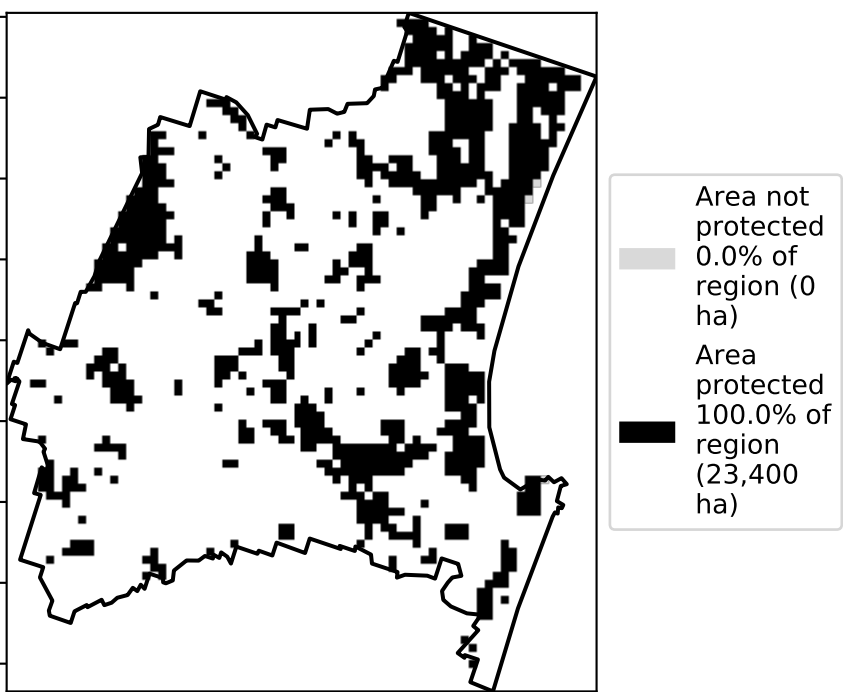 Area not
protected
0.0% of
region (0
ha)
Area
protected
100.0% of
region
(23,400
ha)